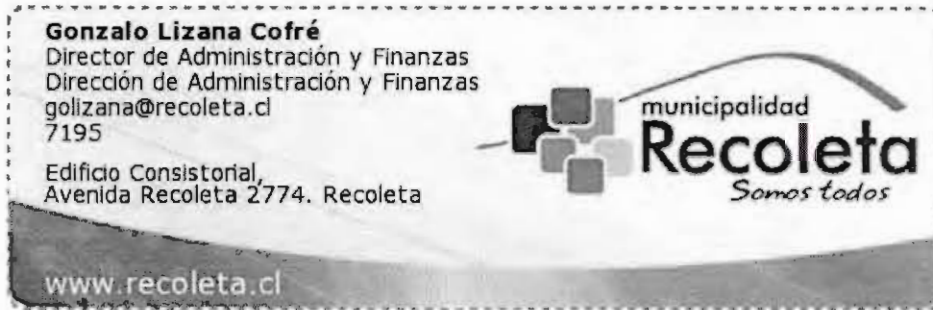 Gonzalo Lizana Cofré
Director de Administración y Finanzas
Dirección de Administración y Finanzas
golizana@recoleta.cl
7195
Edificio Consistorial,
Avenida Recoleta 2774. Recoleta
municipalidad
Recoleta
Somos todos
www.recoleta.cl